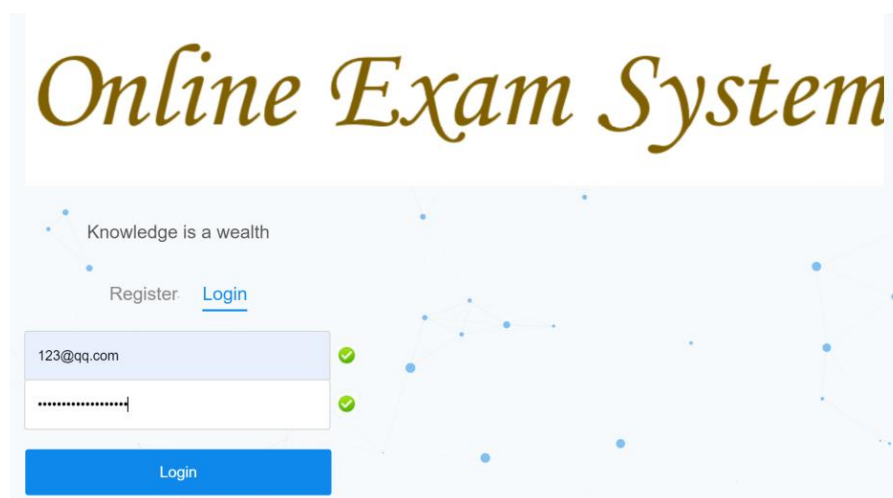 Online Exam System
Knowledge is a wealth
Register Login
123@qq.com
•••••••••••••••••••
Login